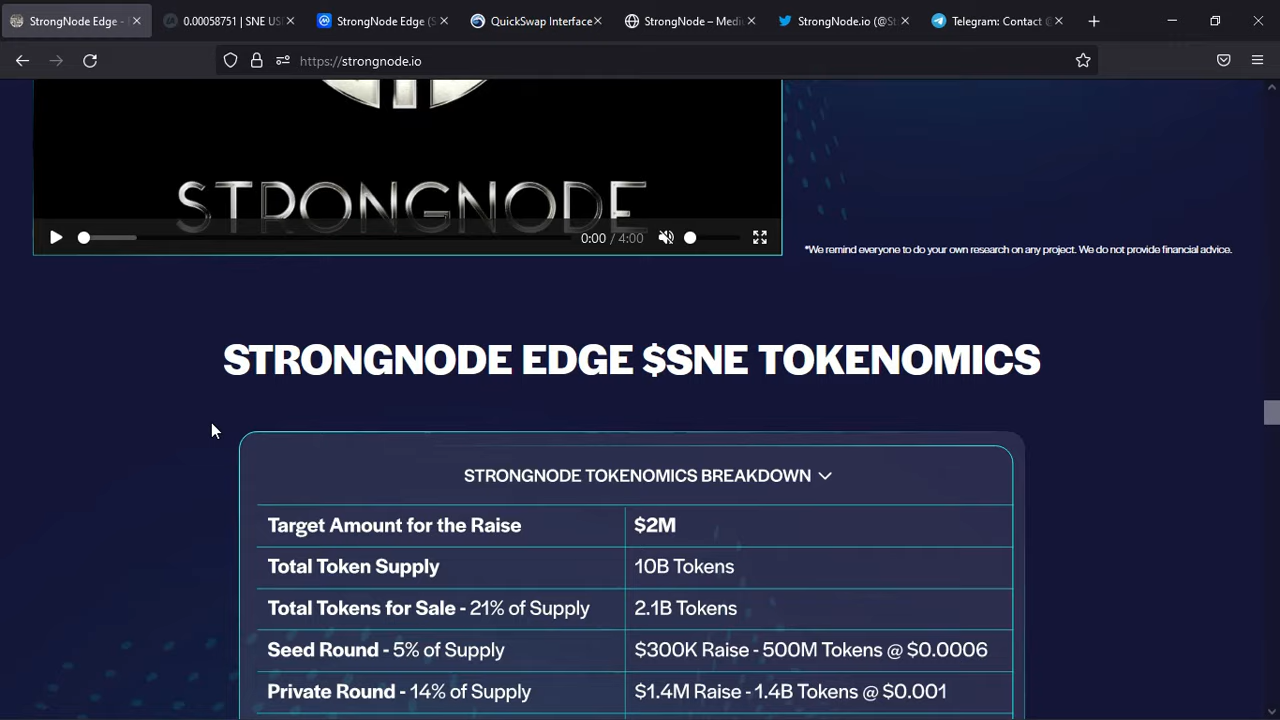 StrongNode Edge -
0.00058751 | SNE US
StrongNode Edge (S
QuickSwap Interface
StrongNode – Medi
StrongNode.io (@St
Telegram: Contact @
https://strongnode.io
STRONGNODE
0:00 / 4:00
*We remind everyone to do your own research on any project. We do not provide financial advice.
STRONGNODE EDGE $SNE TOKENOMICS
STRONGNODE TOKENOMICS BREAKDOWN
Target Amount for the Raise $2M
Total Token Supply 10B Tokens
Total Tokens for Sale - 21% of Supply 2.1B Tokens
Seed Round - 5% of Supply $300K Raise - 500M Tokens @ $0.0006
Private Round - 14% of Supply $1.4M Raise - 1.4B Tokens @ $0.001